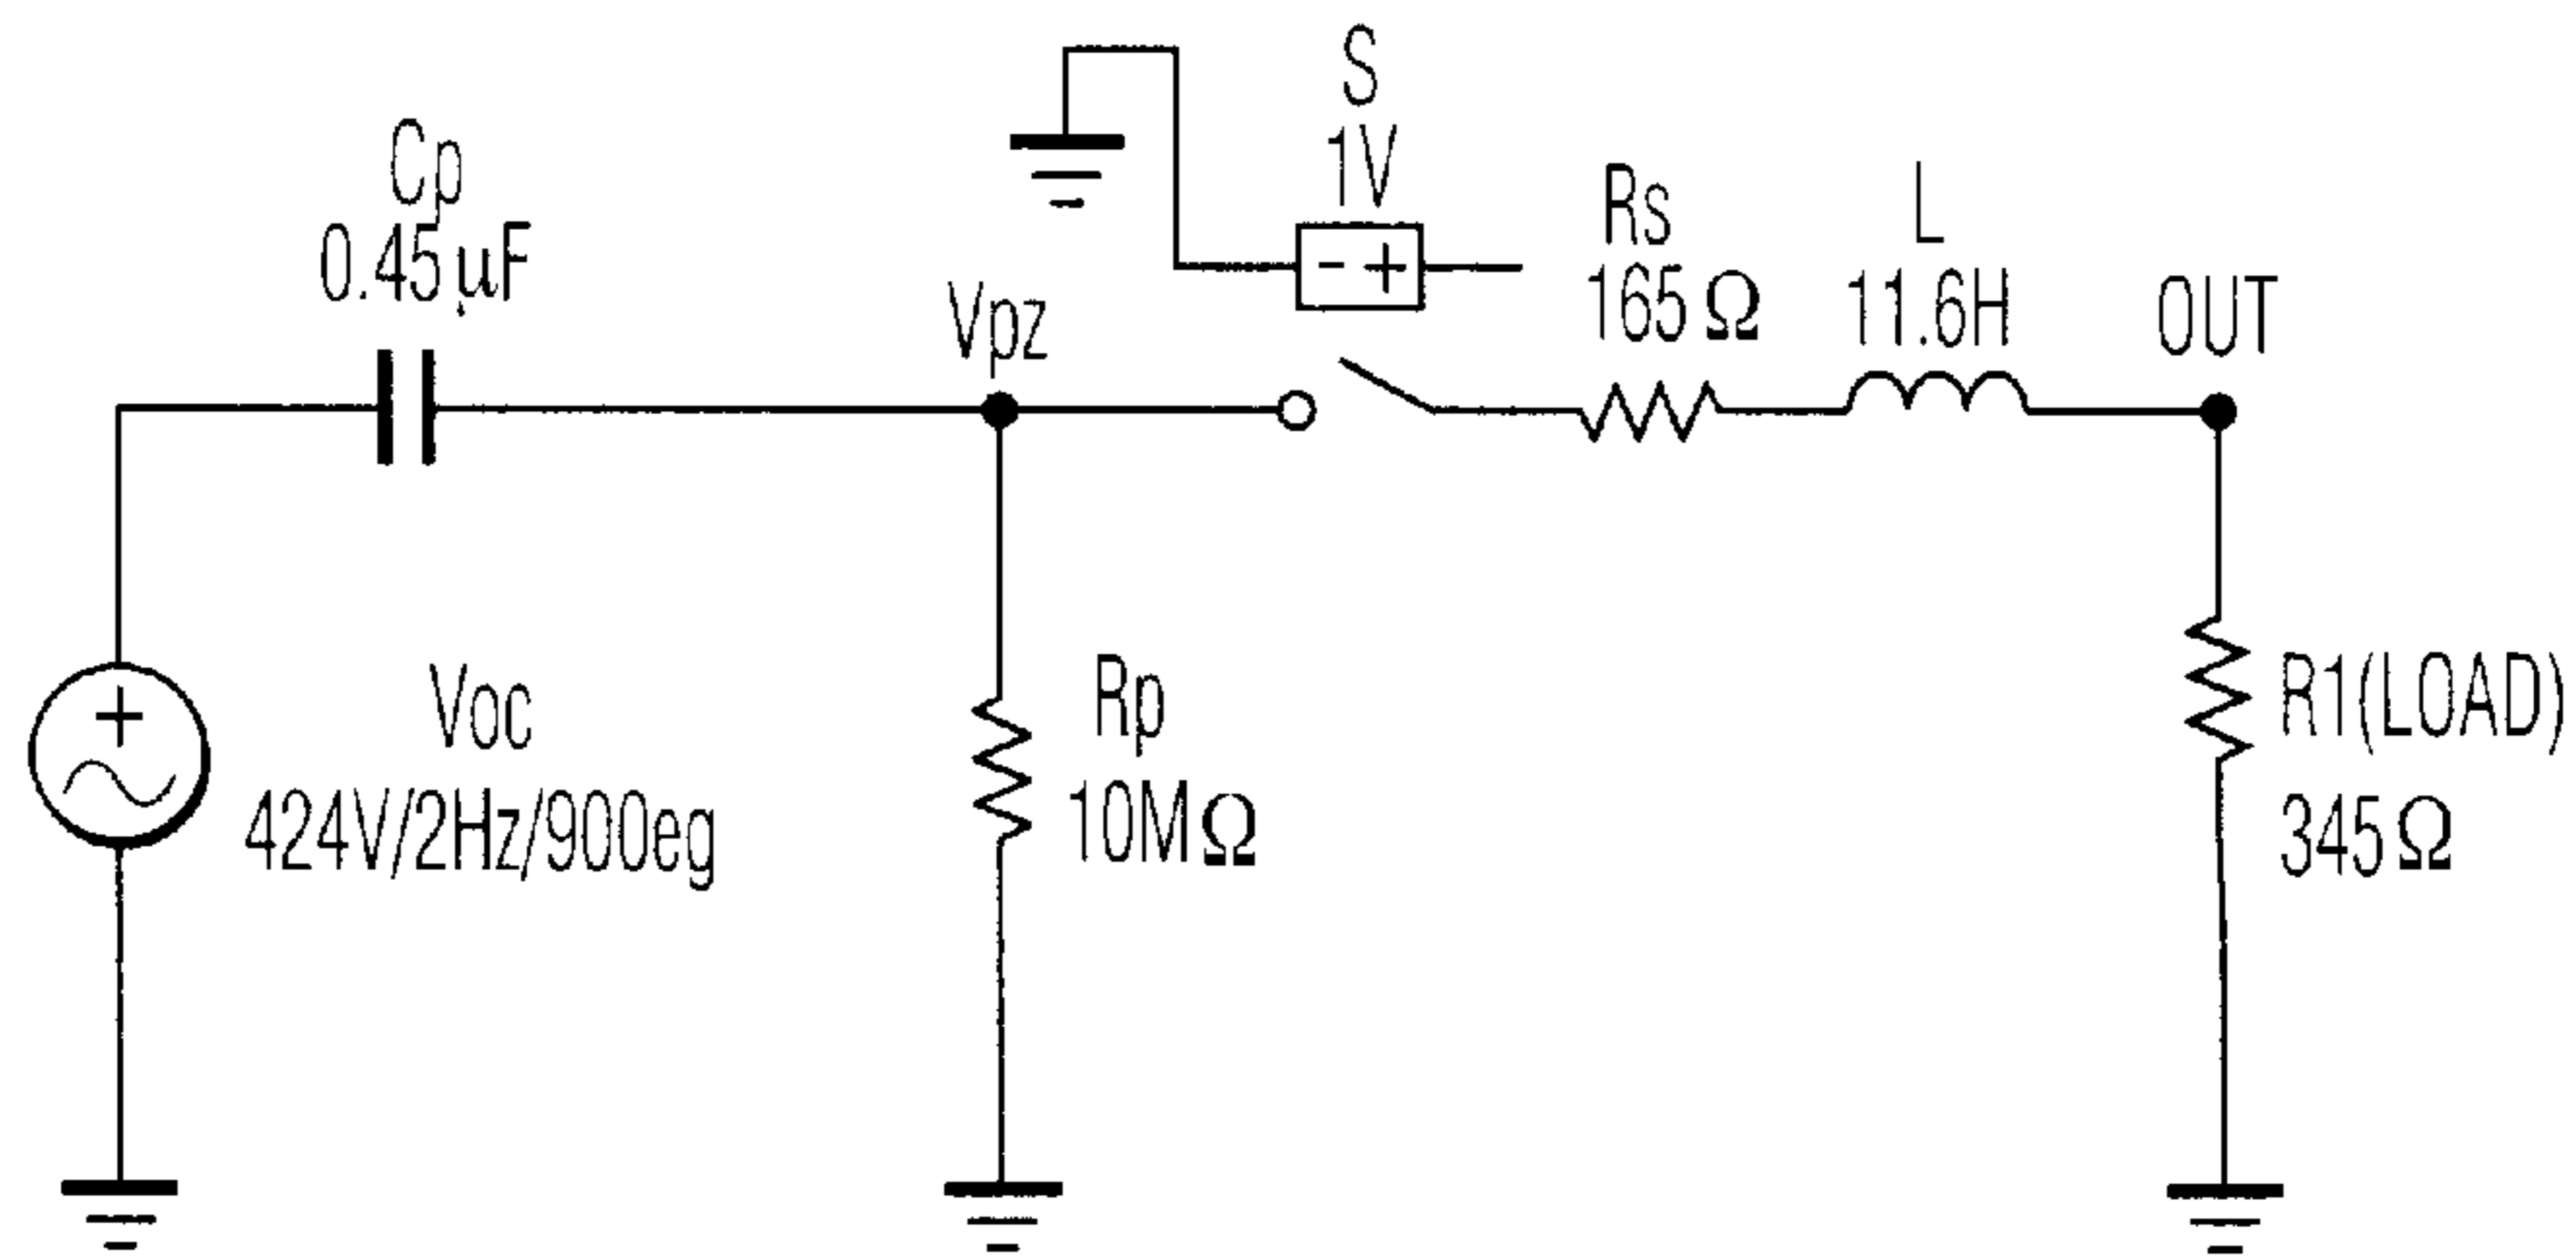 S
1V
Cp
0.45µF
Vpz
- +
Rs
165Ω
L
11.6H
OUT
+
Voc
424V/2Hz/900eg
Rp
10MΩ
R1(LOAD)
345Ω